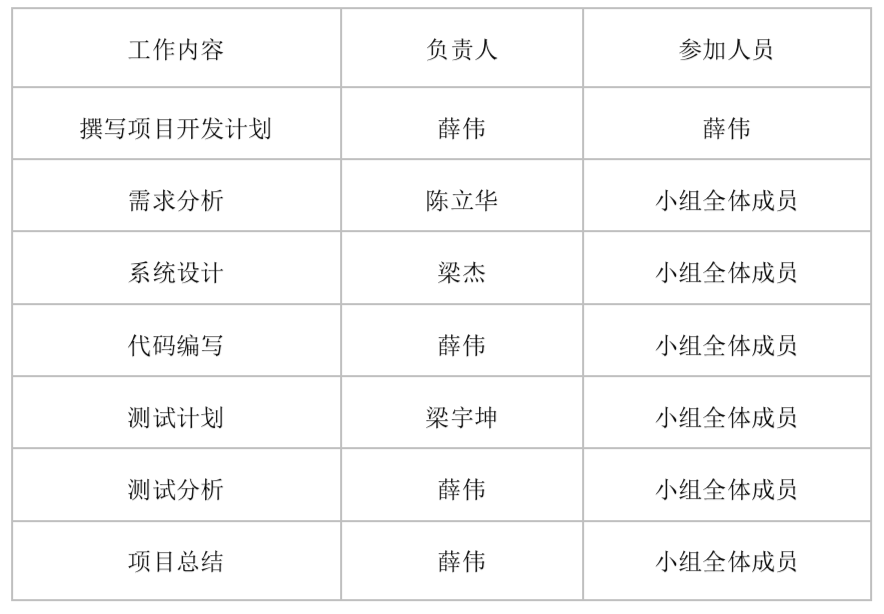 工作内容 负责人 参加人员
撰写项目开发计划 薛伟 薛伟
需求分析 陈立华 小组全体成员
系统设计 梁杰 小组全体成员
代码编写 薛伟 小组全体成员
测试计划 梁宇坤 小组全体成员
测试分析 薛伟 小组全体成员
项目总结 薛伟 小组全体成员